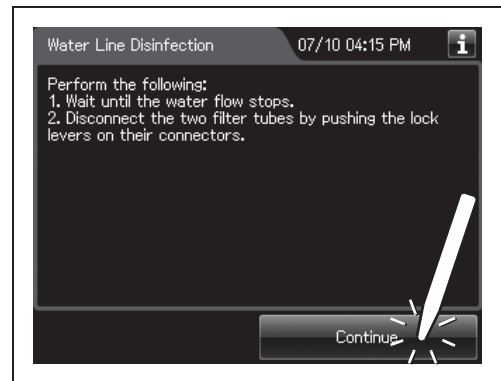 Water Line Disinfection
07/10 04:15 PM
i
Perform the following:
1. Wait until the water flow stops.
2. Disconnect the two filter tubes by pushing the lock
levers on their connectors.
Continue